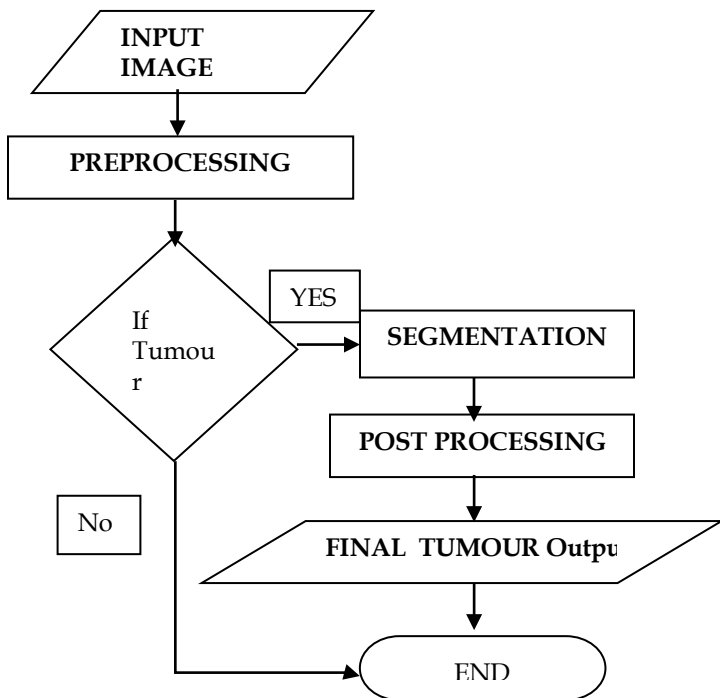 INPUT
IMAGE
PREPROCESSING
YES
If
Tumou
r
SEGMENTATION
POST PROCESSING
No
FINAL TUMOUR Outpu
END